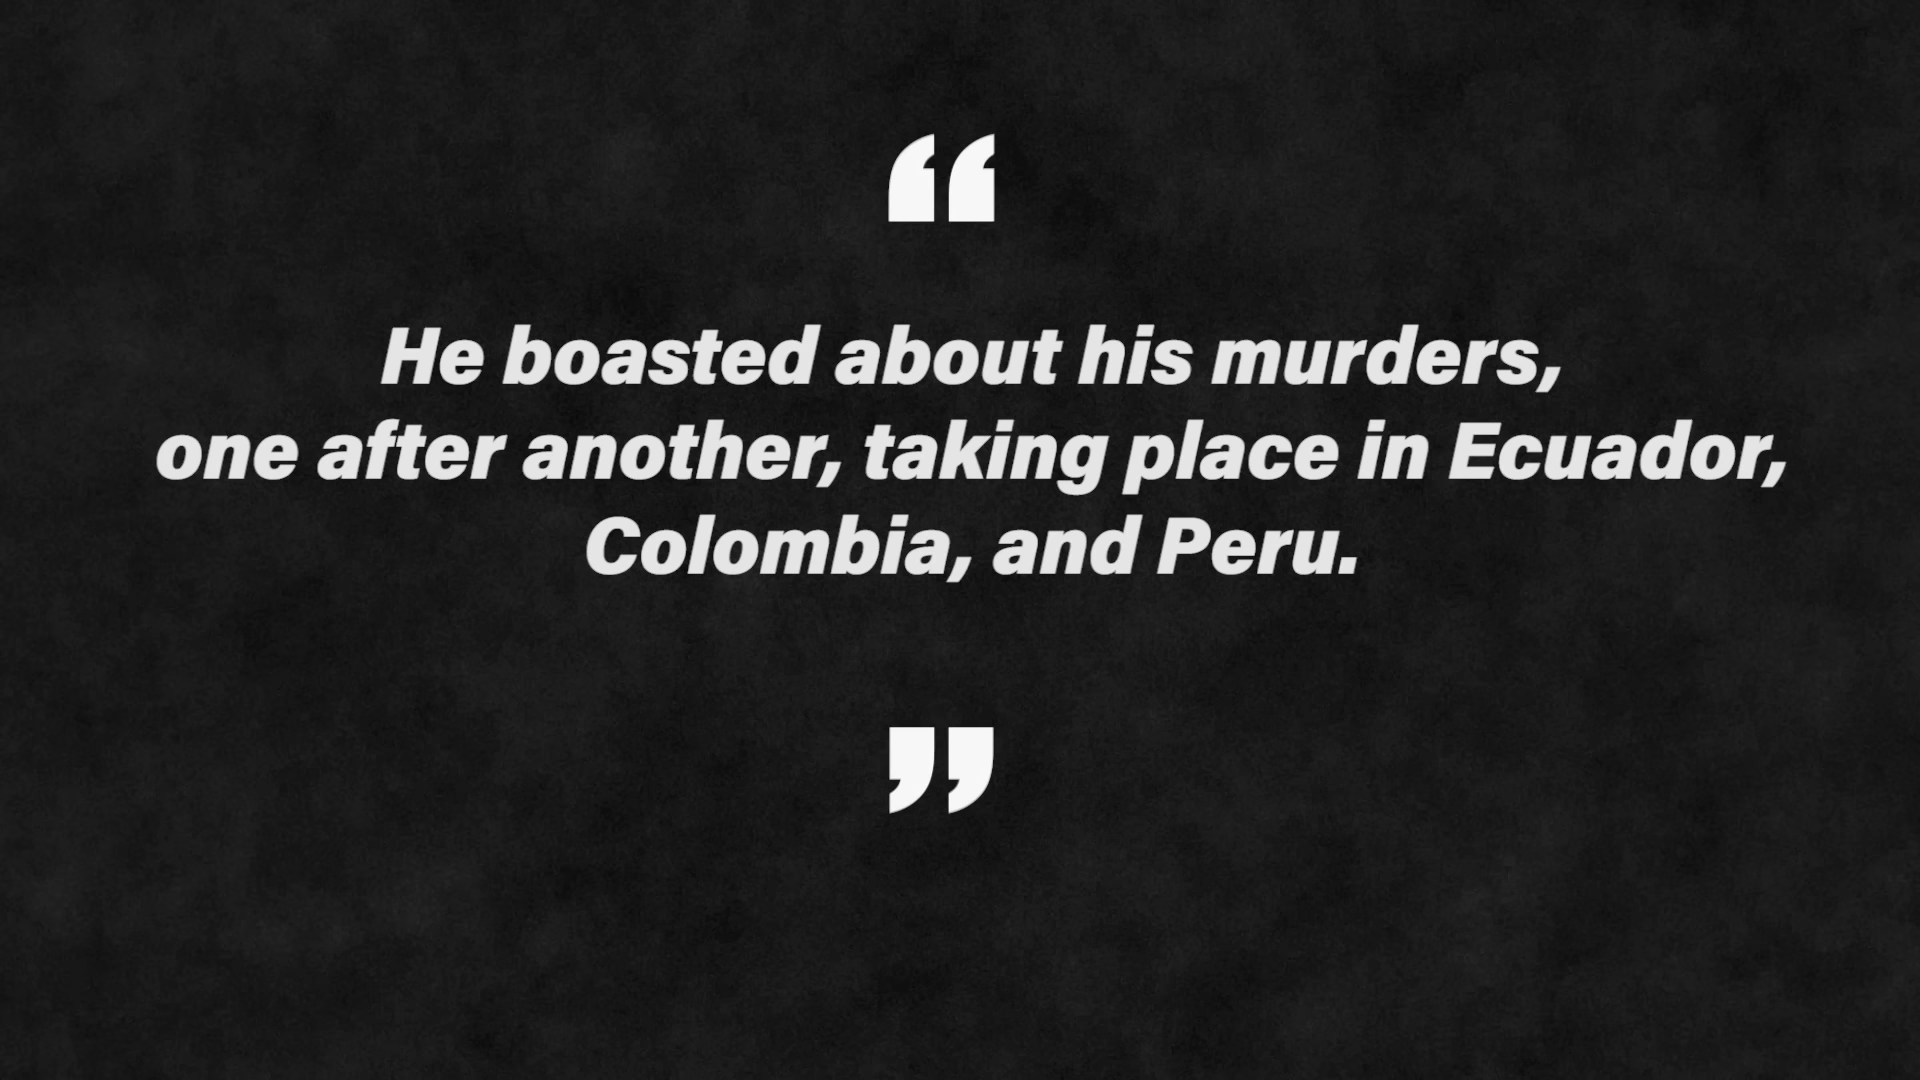 “
He boasted about his murders,
one after another, taking place in Ecuador,
Colombia, and Peru.
”